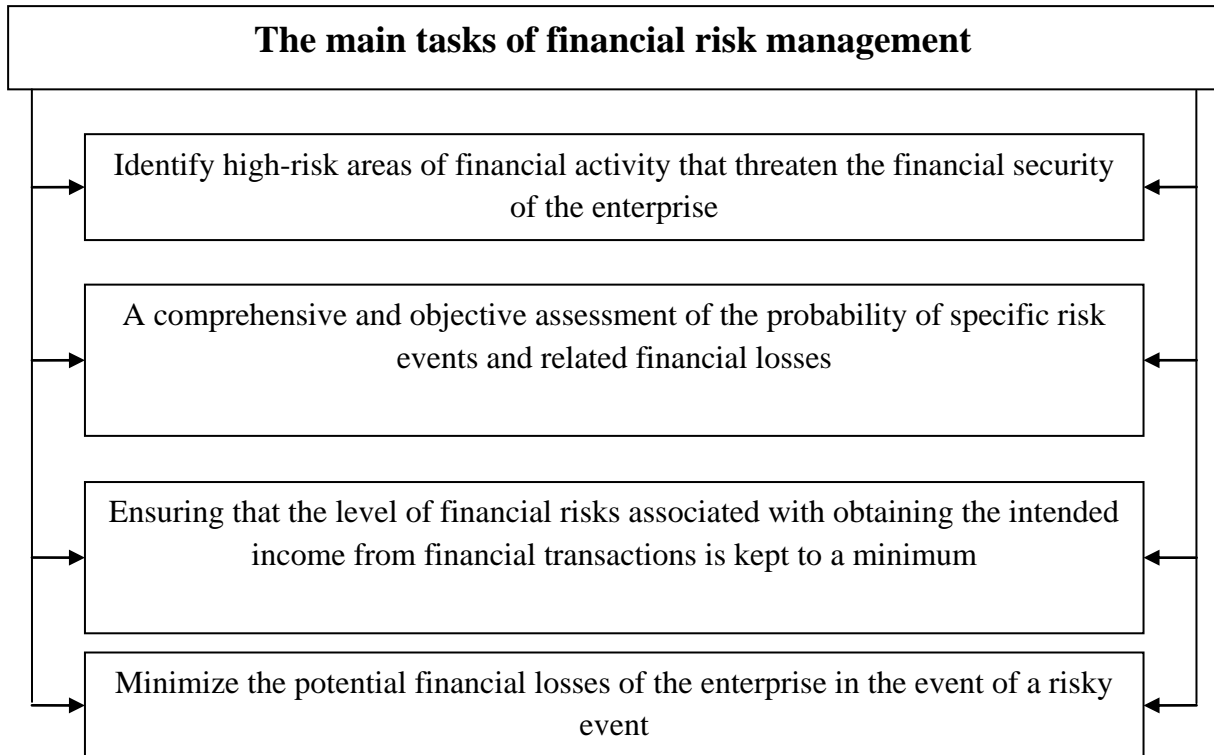 The main tasks of financial risk management
Identify high-risk areas of financial activity that threaten the financial security
of the enterprise
A comprehensive and objective assessment of the probability of specific risk
events and related financial losses
Ensuring that the level of financial risks associated with obtaining the intended
income from financial transactions is kept to a minimum
Minimize the potential financial losses of the enterprise in the event of a risky
event